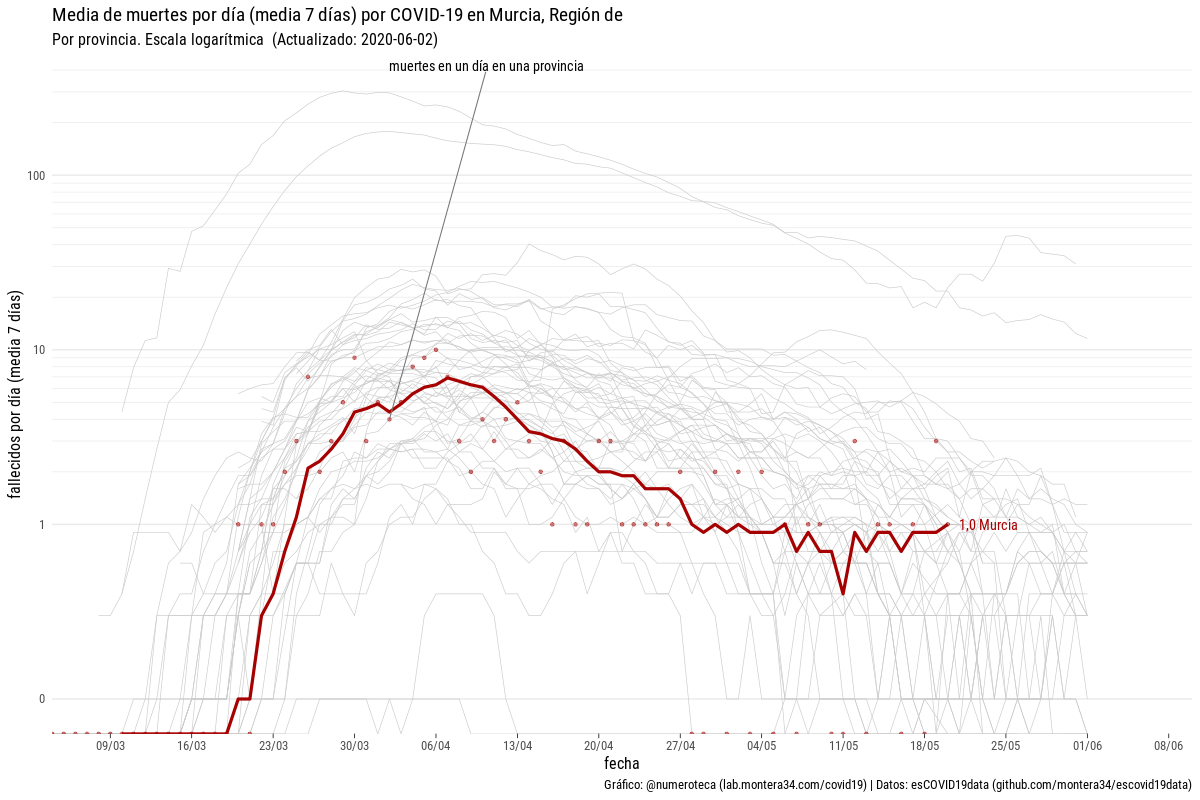 Media de muertes por día (media 7 días) por COVID-19 en Murcia, Región de
Por provincia. Escala logarítmica  (Actualizado: 2020-06-02)
muertes en un día en una provincia
fallecidos por día (media 7 días)
100
10
1
0
1,0 Murcia
09/03
16/03
23/03
30/03
06/04
13/04
20/04
27/04
04/05
11/05
18/05
25/05
01/06
08/06
fecha
Gráfico: @numeroteca (lab.montera34.com/covid19) | Datos: esCOVID19data (github.com/montera34/escovid19data)